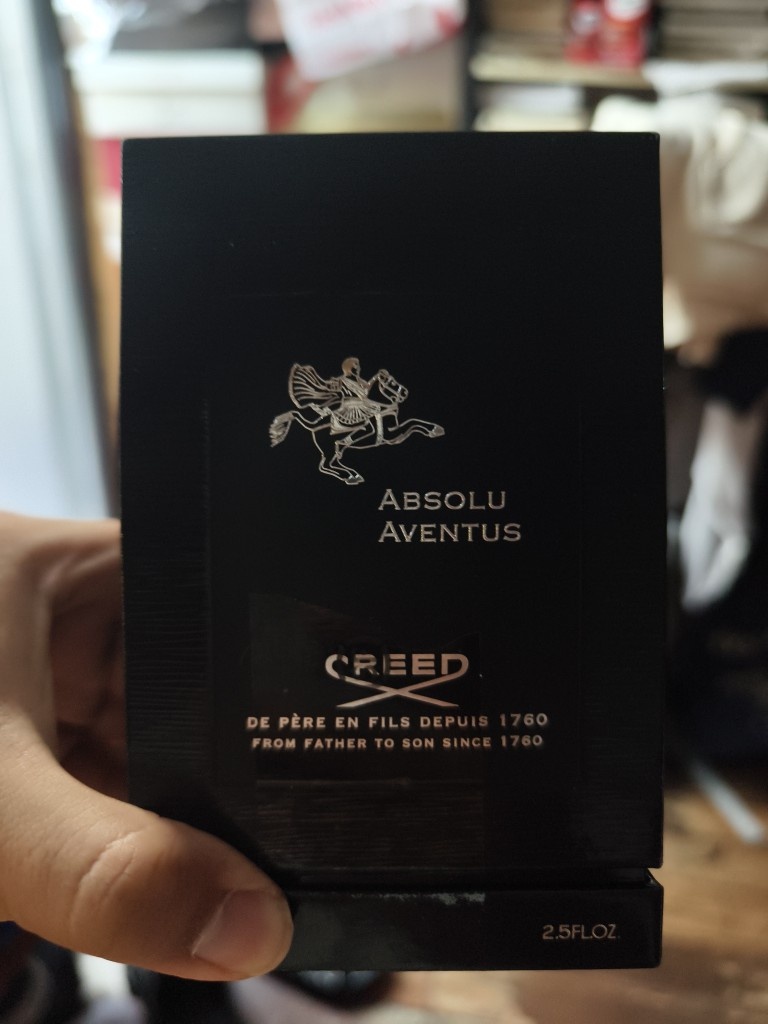 ABSOLU
AVENTUS
CREED
DE PÈRE EN FILS DEPUIS 1760
FROM FATHER TO SON SINCE 1760
2.5FL.OZ.